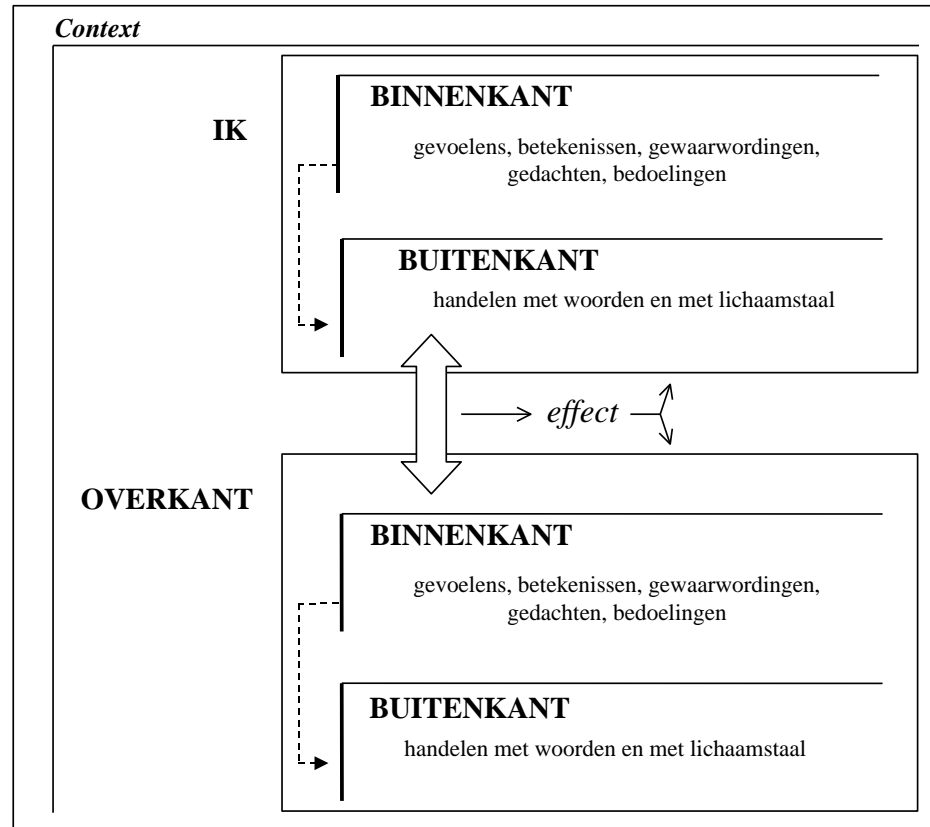 Context
BINNENKANT
IK
gevoelens, betekenissen, gewaarwordingen,
gedachten, bedoelingen
BUITENKANT
handelen met woorden en met lichaamstaal
effect
OVERKANT
BINNENKANT
gevoelens, betekenissen, gewaarwordingen,
gedachten, bedoelingen
BUITENKANT
handelen met woorden en met lichaamstaal